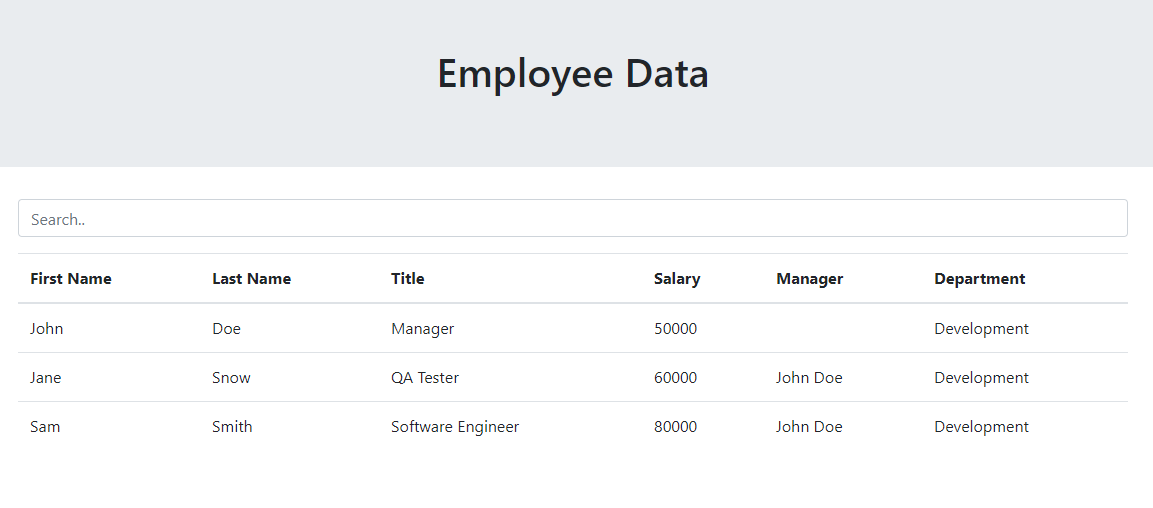 Employee Data
Search..
First Name Last Name Title Salary Manager Department
John Doe Manager 50000 Development
Jane Snow QA Tester 60000 John Doe Development
Sam Smith Software Engineer 80000 John Doe Development